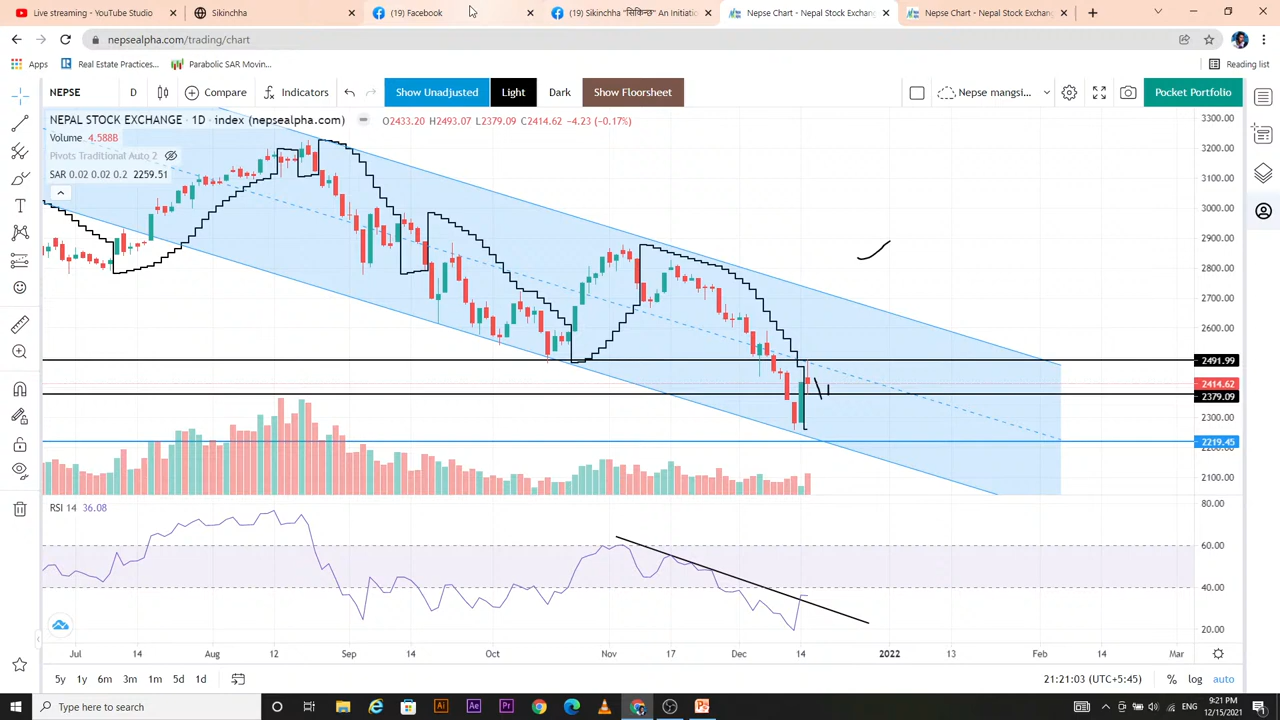 Live streaming - YouTube Studio
Sikinhha
(19) Facebook
(19) Sikinchha "सिकिन्छ" An Initiati
Nepse Chart - Nepal Stock Exchan
Nepse Chart - Nepal Stock Exchan
nepsealpha.com/trading/chart
Apps
Real Estate Practices...
Parabolic SAR Movin...
Reading list
NEPSE
D
Compare
Indicators
Show Unadjusted
Light
Dark
Show Floorsheet
Nepse mangsi...
Pocket Portfolio
NEPAL STOCK EXCHANGE · 1D · index (nepsealpha.com)
O2433.20 H2493.07 L2379.09 C2414.62 −4.23 (−0.17%)
Volume 4.588B
Pivots Traditional Auto 2
SAR 0.02 0.02 0.2 2259.51
3300.00
3200.00
3100.00
3000.00
2900.00
2800.00
2700.00
2600.00
2491.99
2414.62
2379.09
2300.00
2219.45
2100.00
RSI 14 36.08
80.00
60.00
40.00
20.00
Jul 14 Aug 12 Sep 14 Oct Nov 17 Dec 14 2022 13 Feb 14 Mar
5y 1y 6m 3m 1m 5d 1d
21:21:03 (UTC+5:45)
% log auto
Type here to search
ENG
9:21 PM
12/15/2021